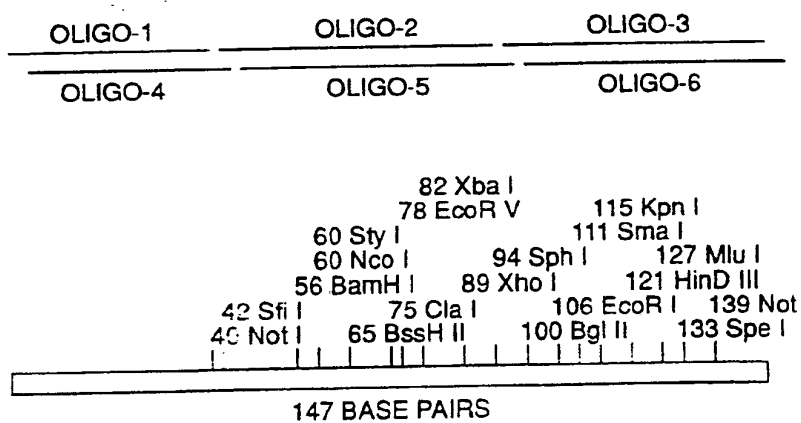 OLIGO-1 OLIGO-2 OLIGO-3
OLIGO-4 OLIGO-5 OLIGO-6
82 Xba I
78 EcoR V 115 Kpn I
60 Sty I 111 Sma I
60 Nco I 94 Sph I 127 Mlu I
56 BamH I 89 Xho I 121 HinD III
42 Sfi I 75 Cla I 106 EcoR I 139 Not
Not I 65 BssH II 100 Bgl II 133 Spe I
147 BASE PAIRS